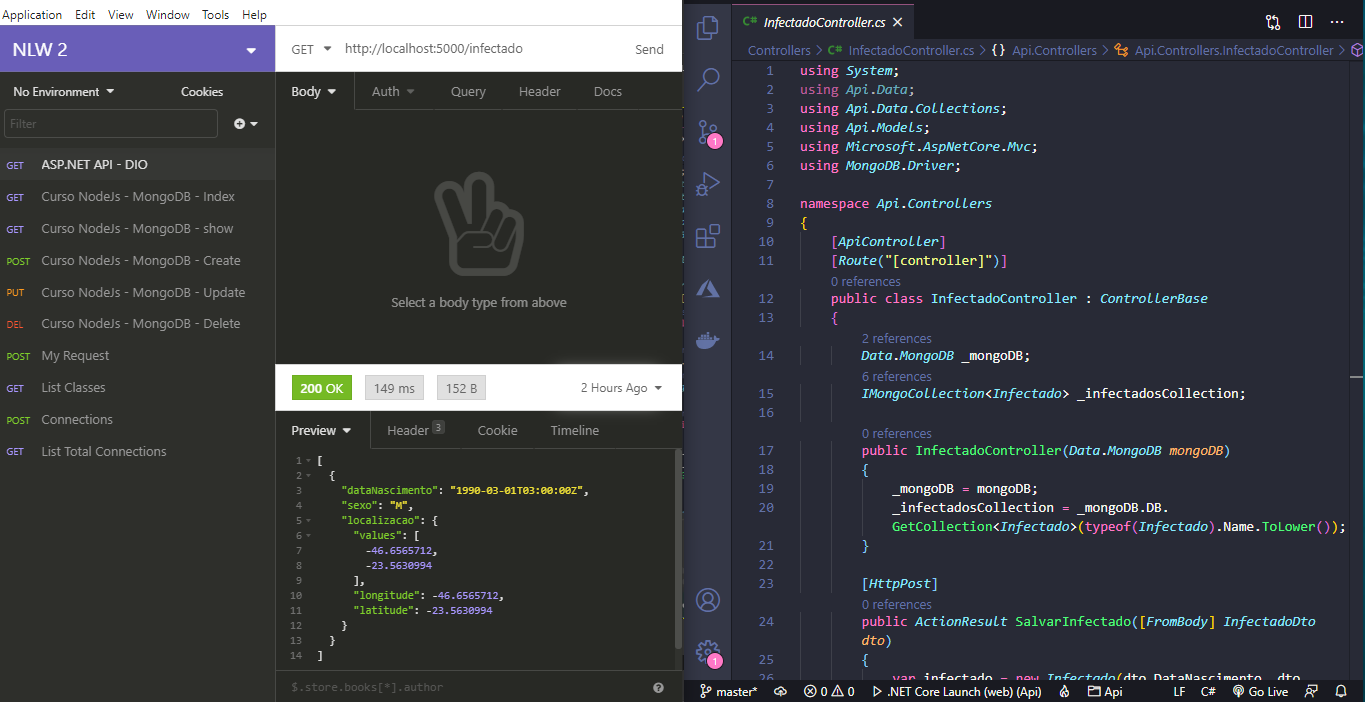 Application Edit View Window Tools Help
NLW 2
No Environment Cookies
Filter
GET ASP.NET API - DIO
GET Curso NodeJs - MongoDB - Index
GET Curso NodeJs - MongoDB - show
POST Curso NodeJs - MongoDB - Create
PUT Curso NodeJs - MongoDB - Update
DEL Curso NodeJs - MongoDB - Delete
POST My Request
GET List Classes
POST Connections
GET List Total Connections
GET http://localhost:5000/infectado Send
Body Auth Query Header Docs
Select a body type from above
200 OK 149 ms 152 B 2 Hours Ago
Preview Header 3 Cookie Timeline
1 [
2 {
3 "dataNascimento": "1990-03-01T03:00:00Z",
4 "sexo": "M",
5 "localizacao": {
6 "values": [
7 -46.6565712,
8 -23.5630994
9 ],
10 "longitude": -46.6565712,
11 "latitude": -23.5630994
12 }
13 }
14 ]
$.store.books[*].author
C# InfectadoController.cs
Controllers > C# InfectadoController.cs > {} Api.Controllers > Api.Controllers.InfectadoController >
1 using System;
2 using Api.Data;
3 using Api.Data.Collections;
4 using Api.Models;
5 using Microsoft.AspNetCore.Mvc;
6 using MongoDB.Driver;
7
8 namespace Api.Controllers
9 {
10 [ApiController]
11 [Route("[controller]")]
0 references
12 public class InfectadoController : ControllerBase
13 {
2 references
14 Data.MongoDB _mongoDB;
6 references
15 IMongoCollection<Infectado> _infectadosCollection;
16
0 references
17 public InfectadoController(Data.MongoDB mongoDB)
18 {
19 _mongoDB = mongoDB;
20 _infectadosCollection = _mongoDB.DB.
GetCollection<Infectado>(typeof(Infectado).Name.ToLower());
21 }
22
23 [HttpPost]
0 references
24 public ActionResult SalvarInfectado([FromBody] InfectadoDto
dto)
25 {
26 var infectado = new Infectado(dto.DataNascimento, dto.
1
1
master* 0 0 .NET Core Launch (web) (Api) Api LF C# Go Live